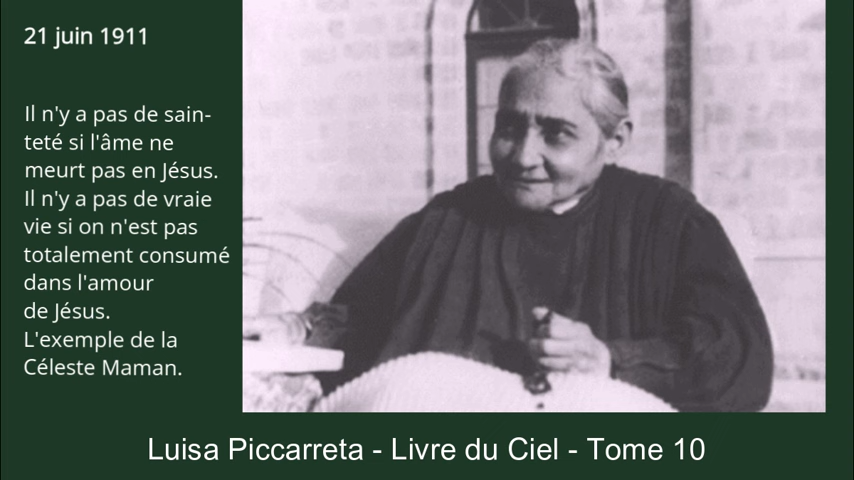 21 juin 1911
Il n'y a pas de sain-
teté si l'âme ne
meurt pas en Jésus.
Il n'y a pas de vraie
vie si on n'est pas
totalement consumé
dans l'amour
de Jésus.
L'exemple de la
Céleste Maman.
Luisa Piccarreta - Livre du Ciel - Tome 10